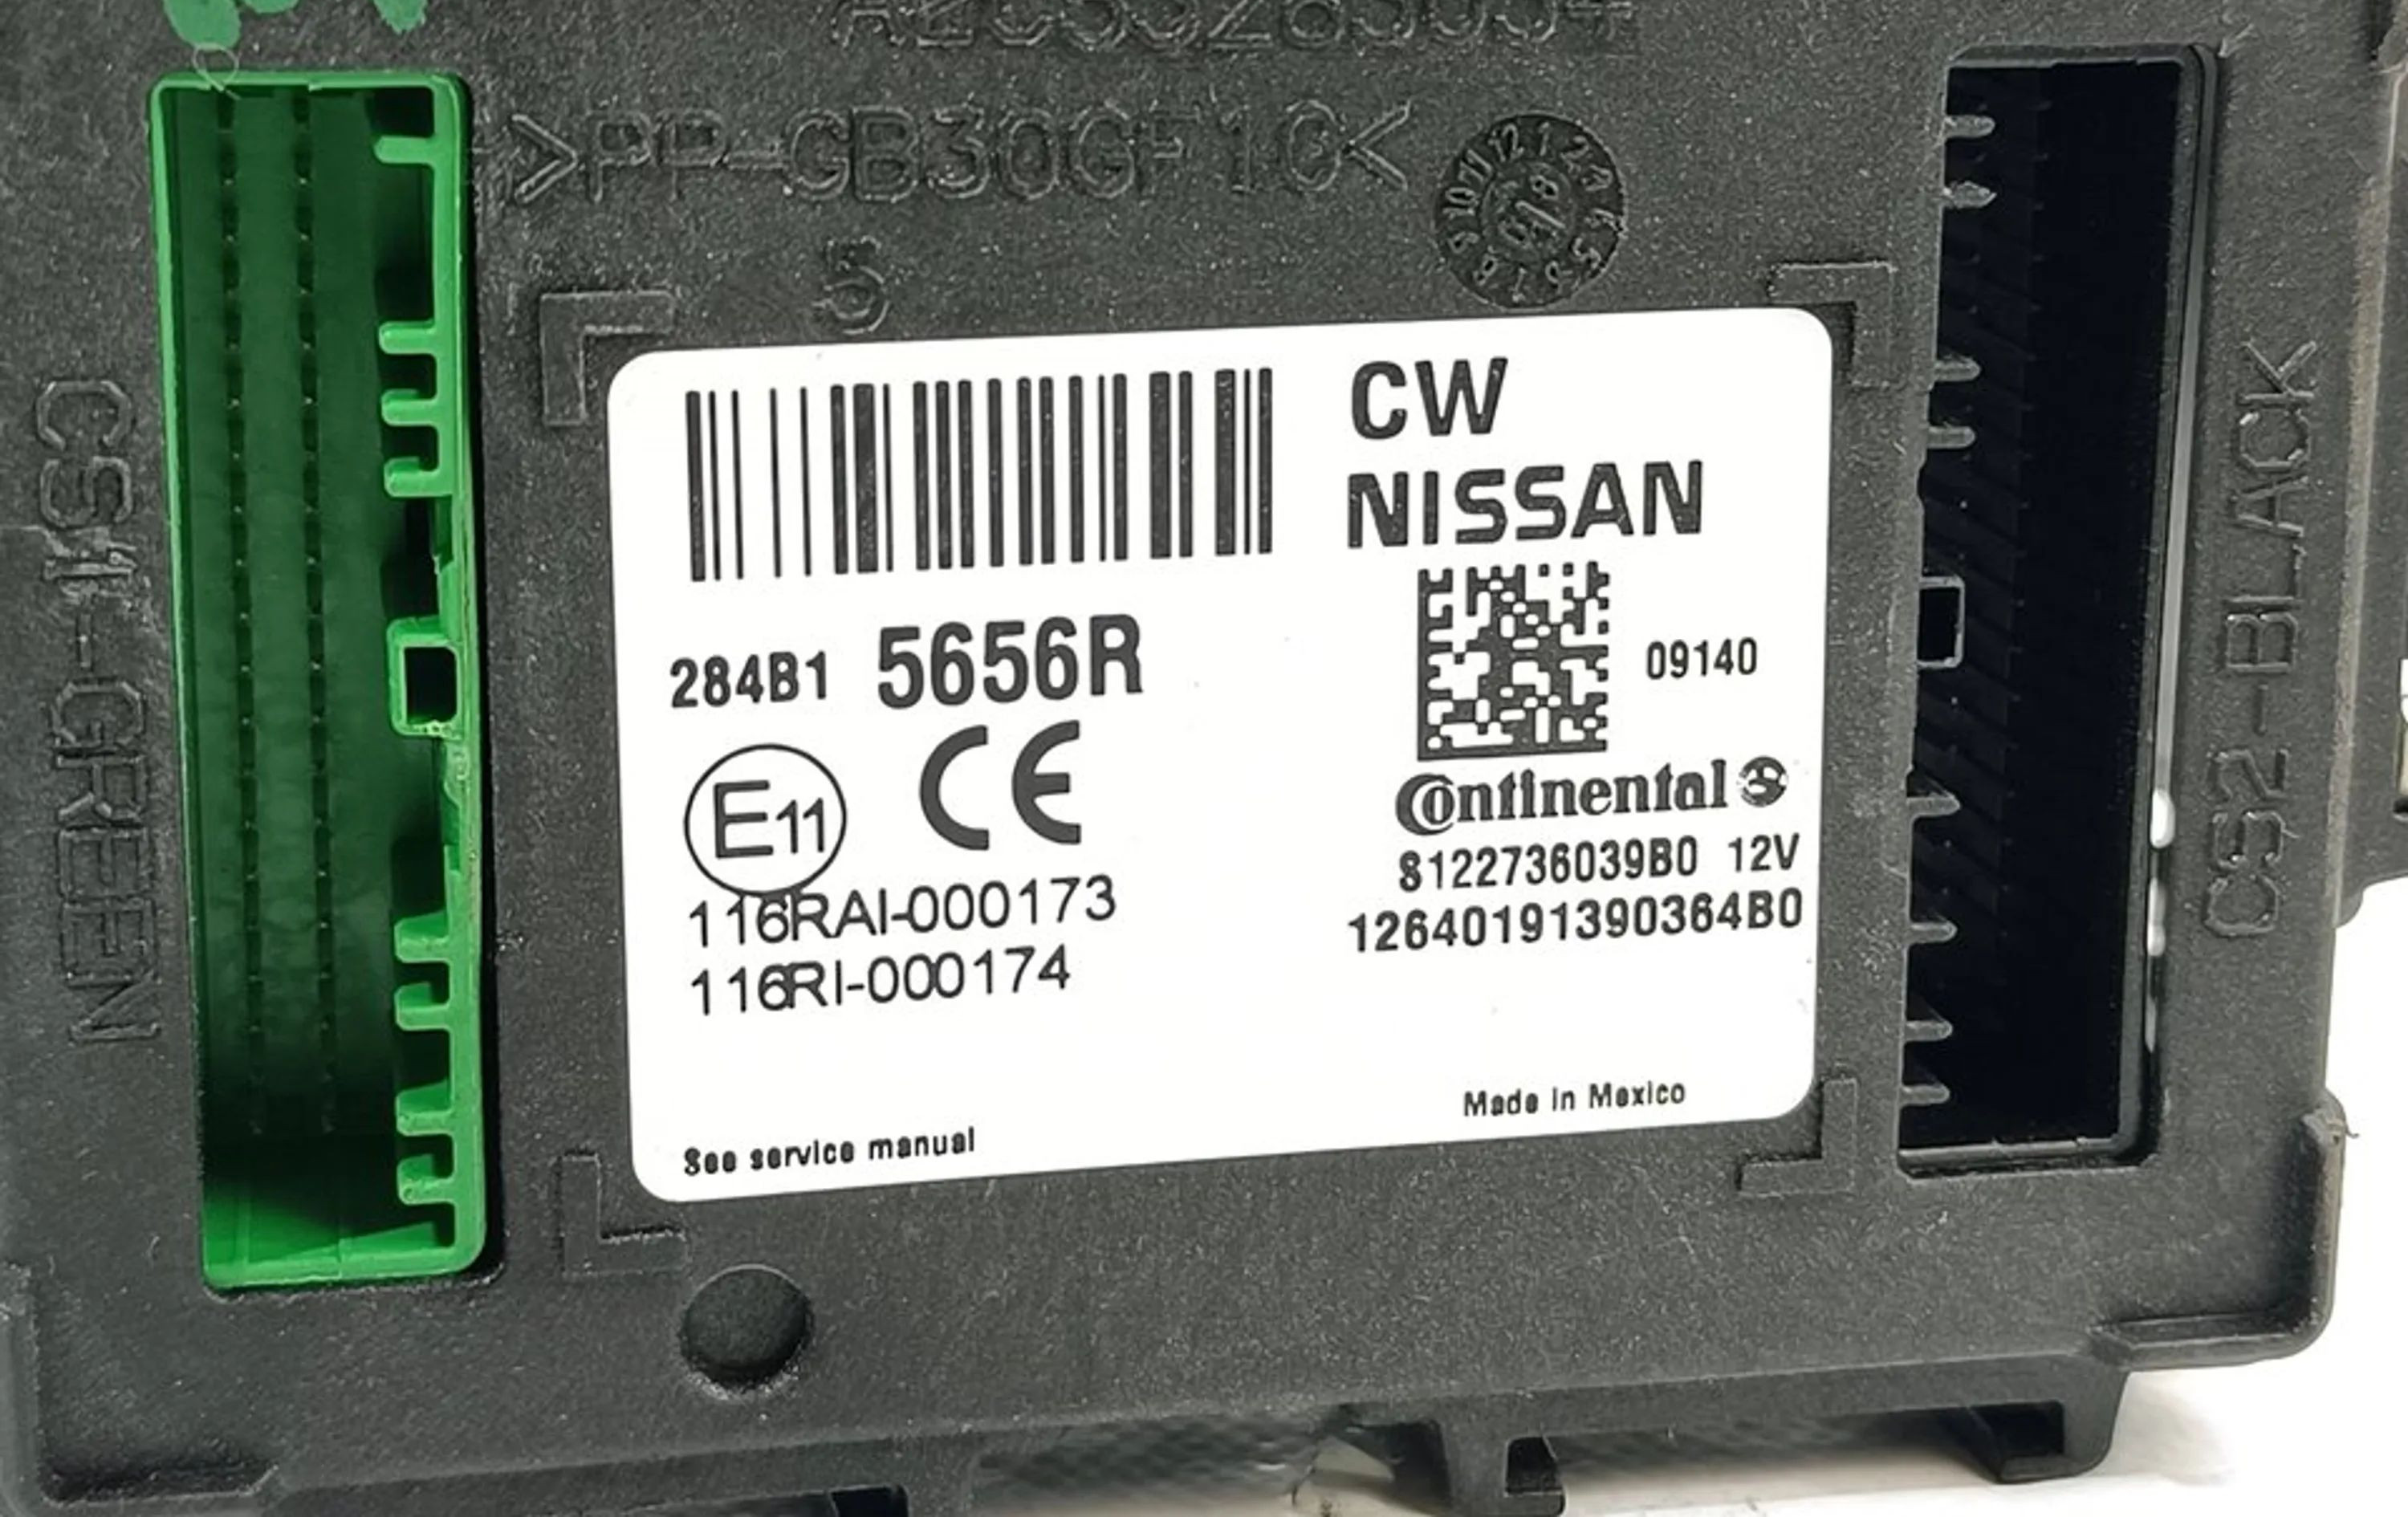 >PP-GB30GF10<
5
CS1-GREEN
CW
NISSAN
284B1 5656R
09140
E11 CE
Continental
8122736039B0 12V
116RAI-000173
12640191390364B0
116RI-000174
Made in Mexico
See service manual
CS2-BLACK